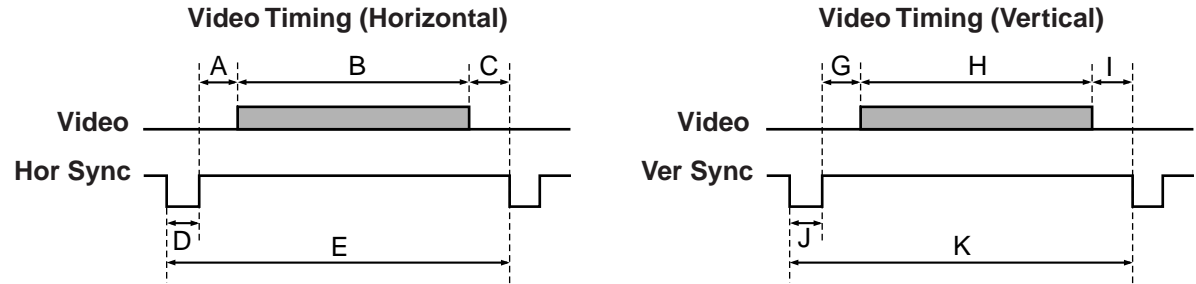 Video Timing (Horizontal)
A B C
Video
Hor Sync
D E
Video Timing (Vertical)
G H I
Video
Ver Sync
J K